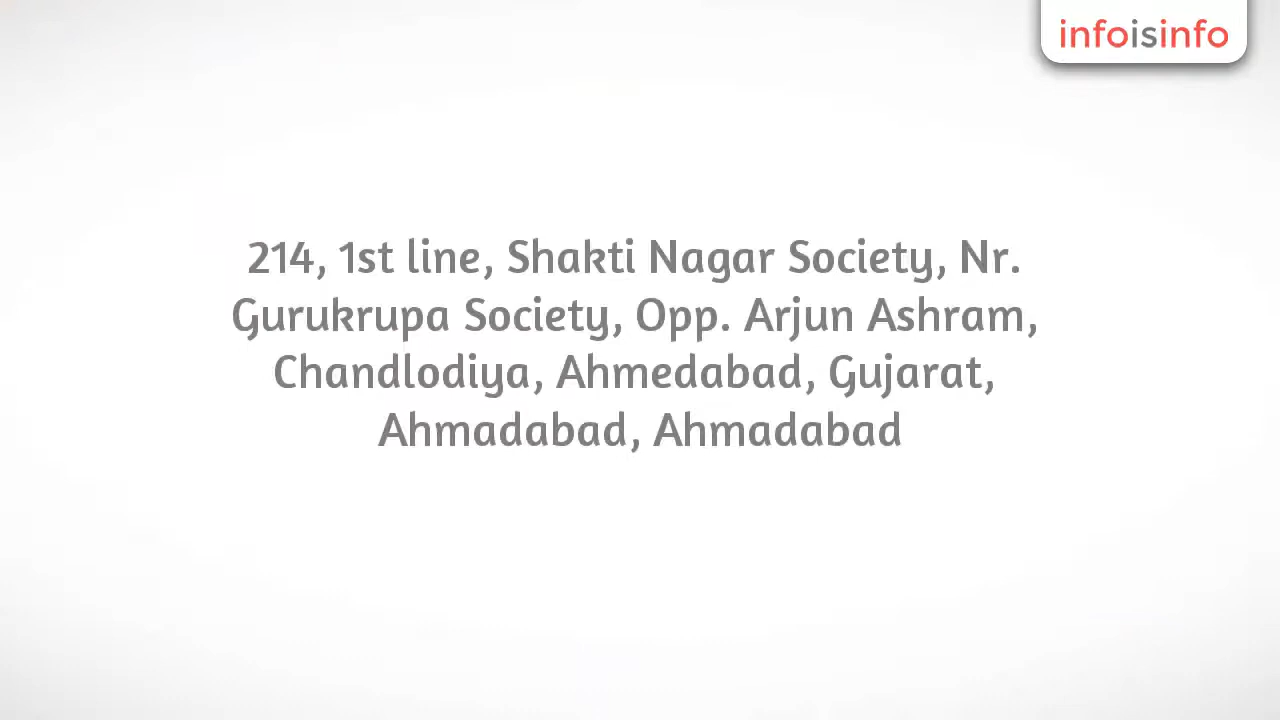 infoisinfo
214, 1st line, Shakti Nagar Society, Nr.
Gurukrupa Society, Opp. Arjun Ashram,
Chandlodiya, Ahmedabad, Gujarat,
Ahmadabad, Ahmadabad